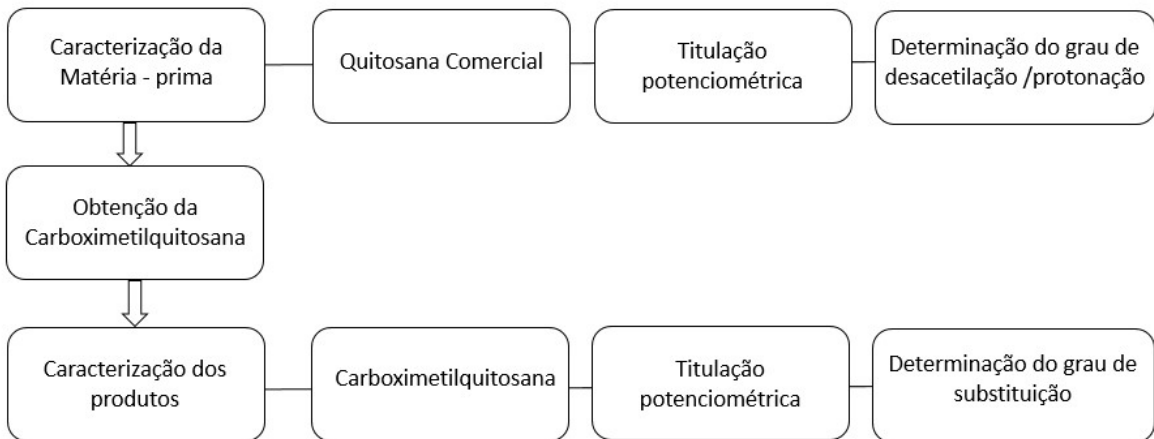 Caracterização da
Matéria - prima
Quitosana Comercial
Titulação
potenciométrica
Determinação do grau de
desacetilação /protonação
Obtenção da
Carboximetilquitosana
Caracterização dos
produtos
Carboximetilquitosana
Titulação
potenciométrica
Determinação do grau de
substituição